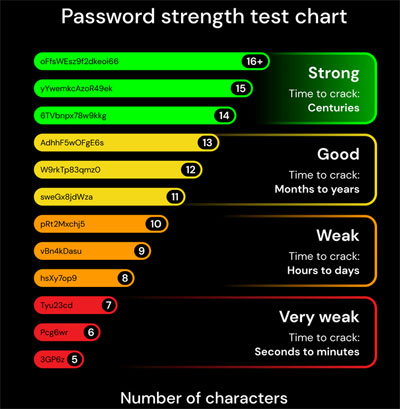 Password strength test chart
oFfsWEsz9f2dkeoi66 16+
yYwemkcAzoR49ek 15
6TVbnpx78w9kkg 14
Strong
Time to crack:
Centuries
AdhhF5wOFgE6s 13
W9rkTp83qmz0 12
sweGx8jdWza 11
Good
Time to crack:
Months to years
pRt2Mxchj5 10
vBn4kDasu 9
hsXy7op9 8
Weak
Time to crack:
Hours to days
Tyu23cd 7
Pcg6wr 6
3GP6z 5
Very weak
Time to crack:
Seconds to minutes
Number of characters